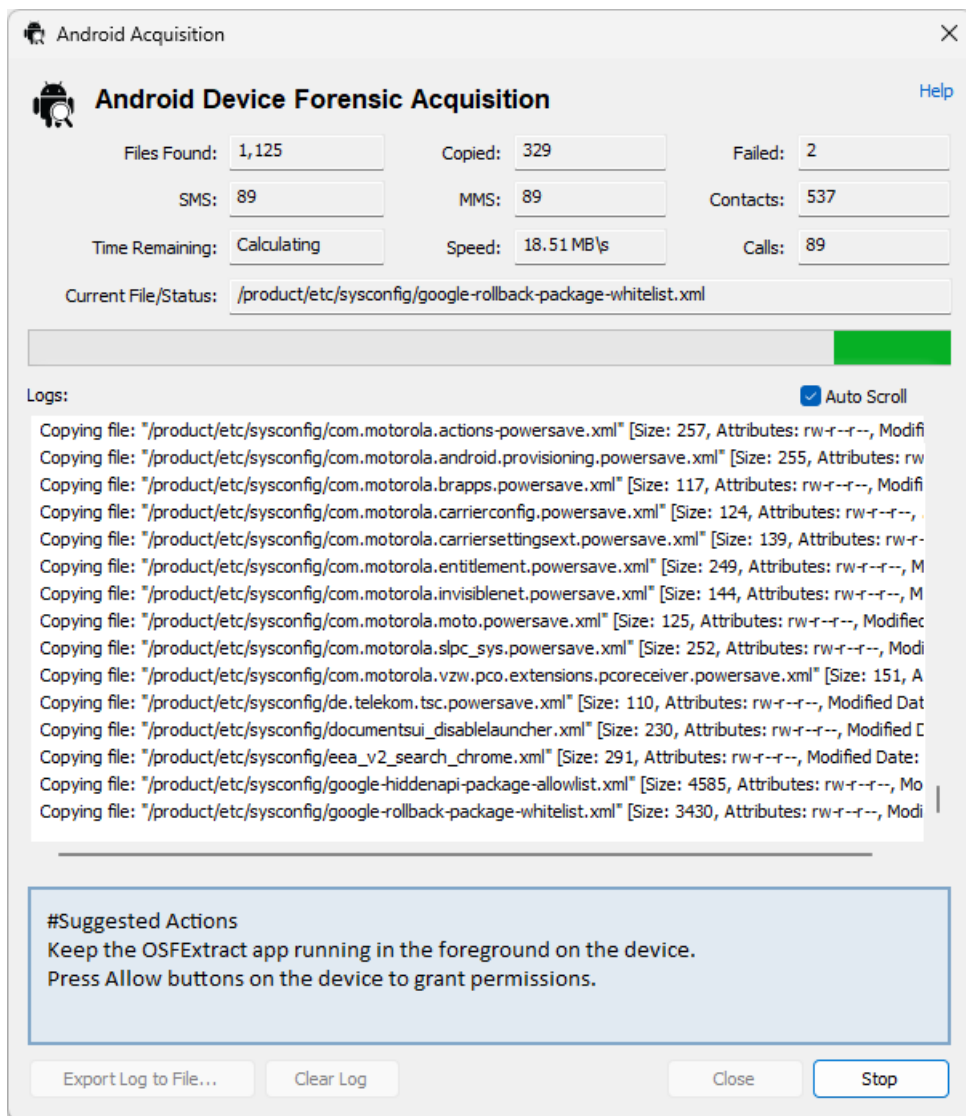 Android Acquisition
Android Device Forensic Acquisition
Help
Files Found: 1,125 Copied: 329 Failed: 2
SMS: 89 MMS: 89 Contacts: 537
Time Remaining: Calculating Speed: 18.51 MB\s Calls: 89
Current File/Status: /product/etc/sysconfig/google-rollback-package-whitelist.xml
Logs: Auto Scroll
Copying file: "/product/etc/sysconfig/com.motorola.actions-powersave.xml" [Size: 257, Attributes: rw-r--r--, Modifi
Copying file: "/product/etc/sysconfig/com.motorola.android.provisioning.powersave.xml" [Size: 255, Attributes: rw
Copying file: "/product/etc/sysconfig/com.motorola.brapps.powersave.xml" [Size: 117, Attributes: rw-r--r--, Modifi
Copying file: "/product/etc/sysconfig/com.motorola.carrierconfig.powersave.xml" [Size: 124, Attributes: rw-r--r--,
Copying file: "/product/etc/sysconfig/com.motorola.carriersettingsext.powersave.xml" [Size: 139, Attributes: rw-r-
Copying file: "/product/etc/sysconfig/com.motorola.entitlement.powersave.xml" [Size: 249, Attributes: rw-r--r--, M
Copying file: "/product/etc/sysconfig/com.motorola.invisiblenet.powersave.xml" [Size: 144, Attributes: rw-r--r--, M
Copying file: "/product/etc/sysconfig/com.motorola.moto.powersave.xml" [Size: 125, Attributes: rw-r--r--, Modified
Copying file: "/product/etc/sysconfig/com.motorola.slpc_sys.powersave.xml" [Size: 252, Attributes: rw-r--r--, Modi
Copying file: "/product/etc/sysconfig/com.motorola.vzw.pco.extensions.pcoreceiver.powersave.xml" [Size: 151, A
Copying file: "/product/etc/sysconfig/de.telekom.tsc.powersave.xml" [Size: 110, Attributes: rw-r--r--, Modified Dat
Copying file: "/product/etc/sysconfig/documentsui_disablelauncher.xml" [Size: 230, Attributes: rw-r--r--, Modified D
Copying file: "/product/etc/sysconfig/eea_v2_search_chrome.xml" [Size: 291, Attributes: rw-r--r--, Modified Date:
Copying file: "/product/etc/sysconfig/google-hiddenapi-package-allowlist.xml" [Size: 4585, Attributes: rw-r--r--, Mo
Copying file: "/product/etc/sysconfig/google-rollback-package-whitelist.xml" [Size: 3430, Attributes: rw-r--r--, Modi
#Suggested Actions
Keep the OSFExtract app running in the foreground on the device.
Press Allow buttons on the device to grant permissions.
Export Log to File... Clear Log Close Stop